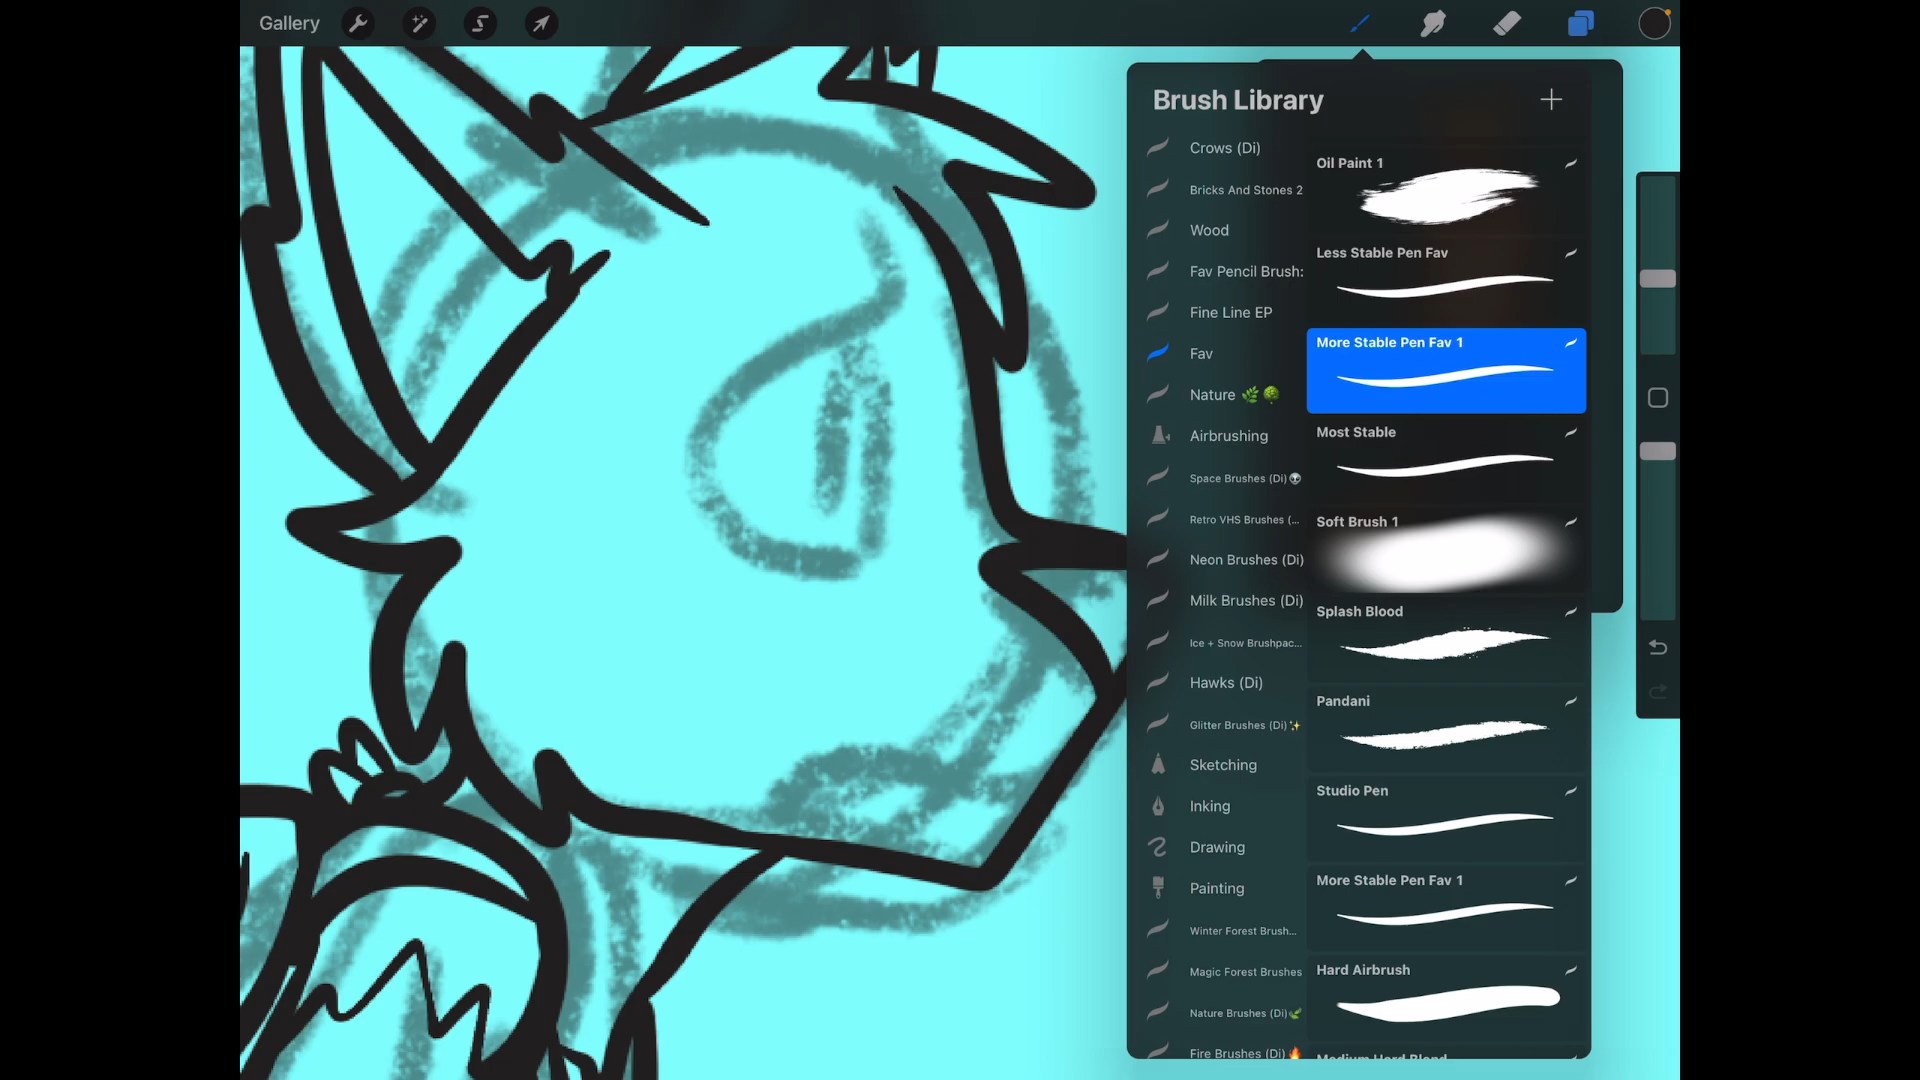 Gallery
Brush Library
Crows (Di)
Bricks And Stones 2
Wood
Fav Pencil Brush:
Fine Line EP
Fav
Nature 🌿🌳
Airbrushing
Space Brushes (Di)👽
Retro VHS Brushes (...
Neon Brushes (Di)
Milk Brushes (Di)
Ice + Snow Brushpac...
Hawks (Di)
Glitter Brushes (Di)✨
Sketching
Inking
Drawing
Painting
Winter Forest Brush...
Magic Forest Brushes
Nature Brushes (Di)🌿
Fire Brushes (Di)🔥
Oil Paint 1
Less Stable Pen Fav
More Stable Pen Fav 1
Most Stable
Soft Brush 1
Splash Blood
Pandani
Studio Pen
More Stable Pen Fav 1
Hard Airbrush
Medium Hard Blend